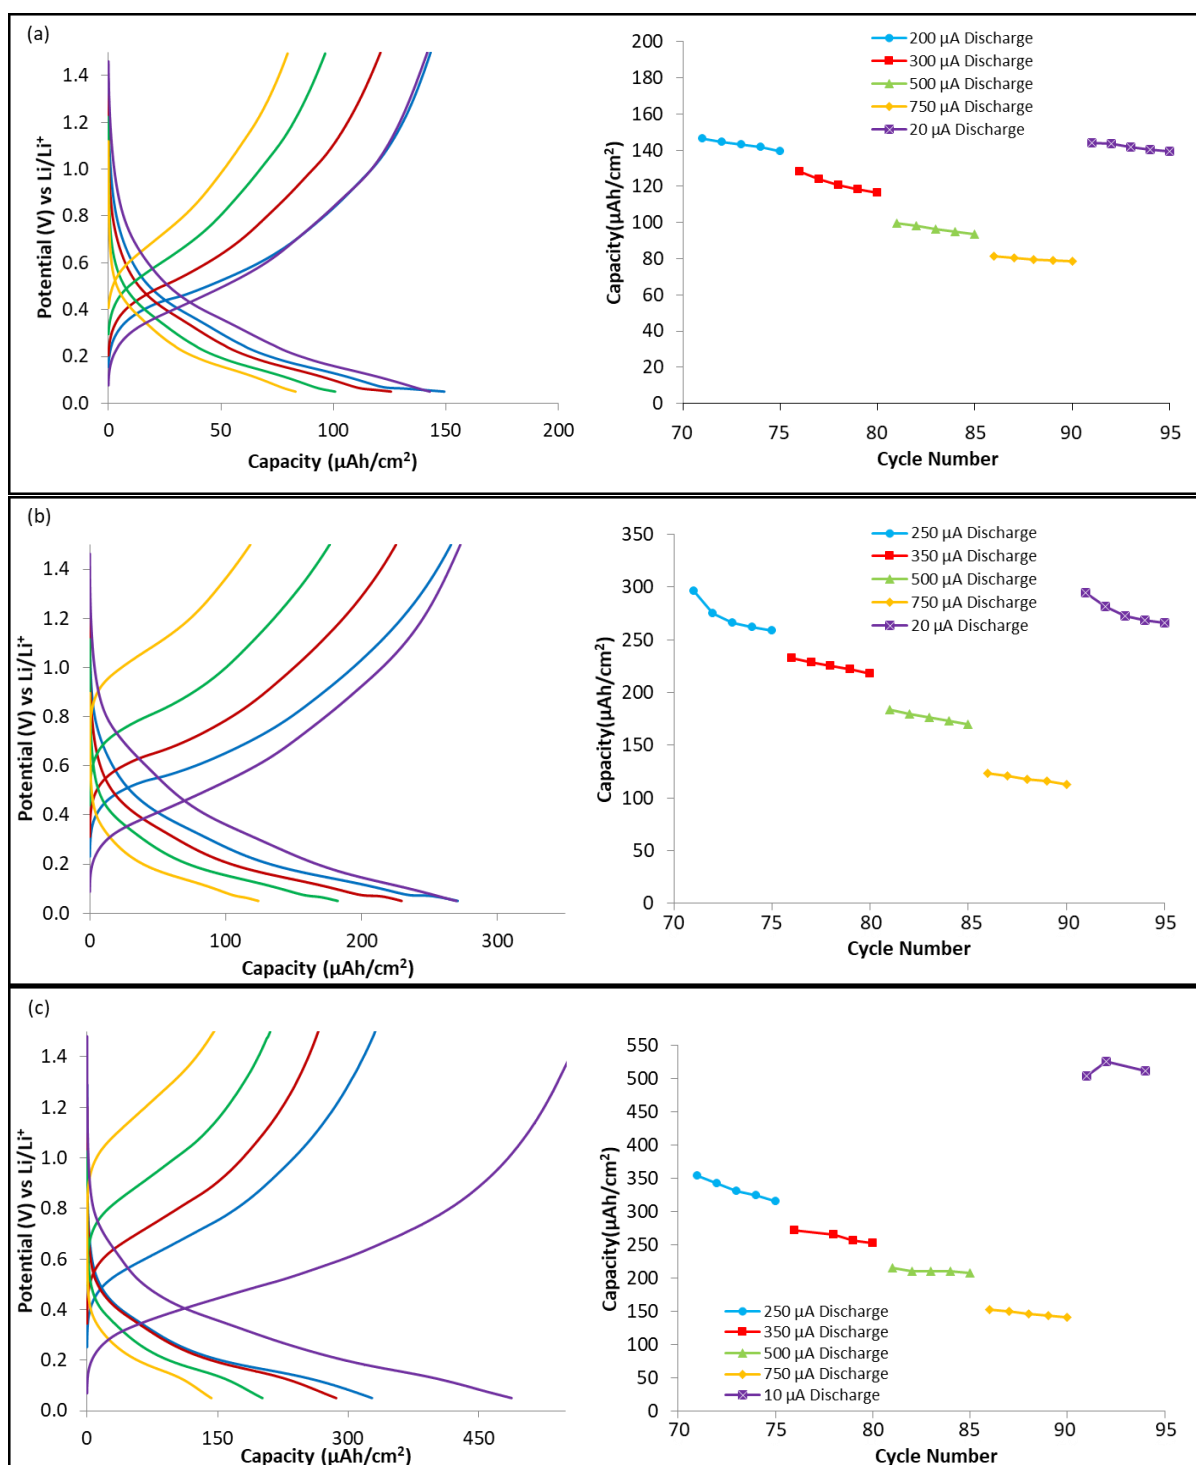 (a)
1.4
1.2
1.0
0.8
0.6
0.4
0.2
0.0
Potential (V) vs Li/Li⁺
0 50 100 150 200
Capacity (µAh/cm²)
200 µA Discharge
300 µA Discharge
500 µA Discharge
750 µA Discharge
20 µA Discharge
200
180
160
140
120
100
80
60
40
20
0
Capacity(µAh/cm²)
70 75 80 85 90 95
Cycle Number
(b)
1.4
1.2
1.0
0.8
0.6
0.4
0.2
0.0
Potential (V) vs Li/Li⁺
0 100 200 300
Capacity (µAh/cm²)
250 µA Discharge
350 µA Discharge
500 µA Discharge
750 µA Discharge
20 µA Discharge
350
300
250
200
150
100
50
0
Capacity(µAh/cm²)
70 75 80 85 90 95
Cycle Number
(c)
1.4
1.2
1.0
0.8
0.6
0.4
0.2
0.0
Potential (V) vs Li/Li⁺
0 150 300 450
Capacity (µAh/cm²)
550
500
450
400
350
300
250
200
150
100
50
0
Capacity(µAh/cm²)
250 µA Discharge
350 µA Discharge
500 µA Discharge
750 µA Discharge
10 µA Discharge
70 75 80 85 90 95
Cycle Number